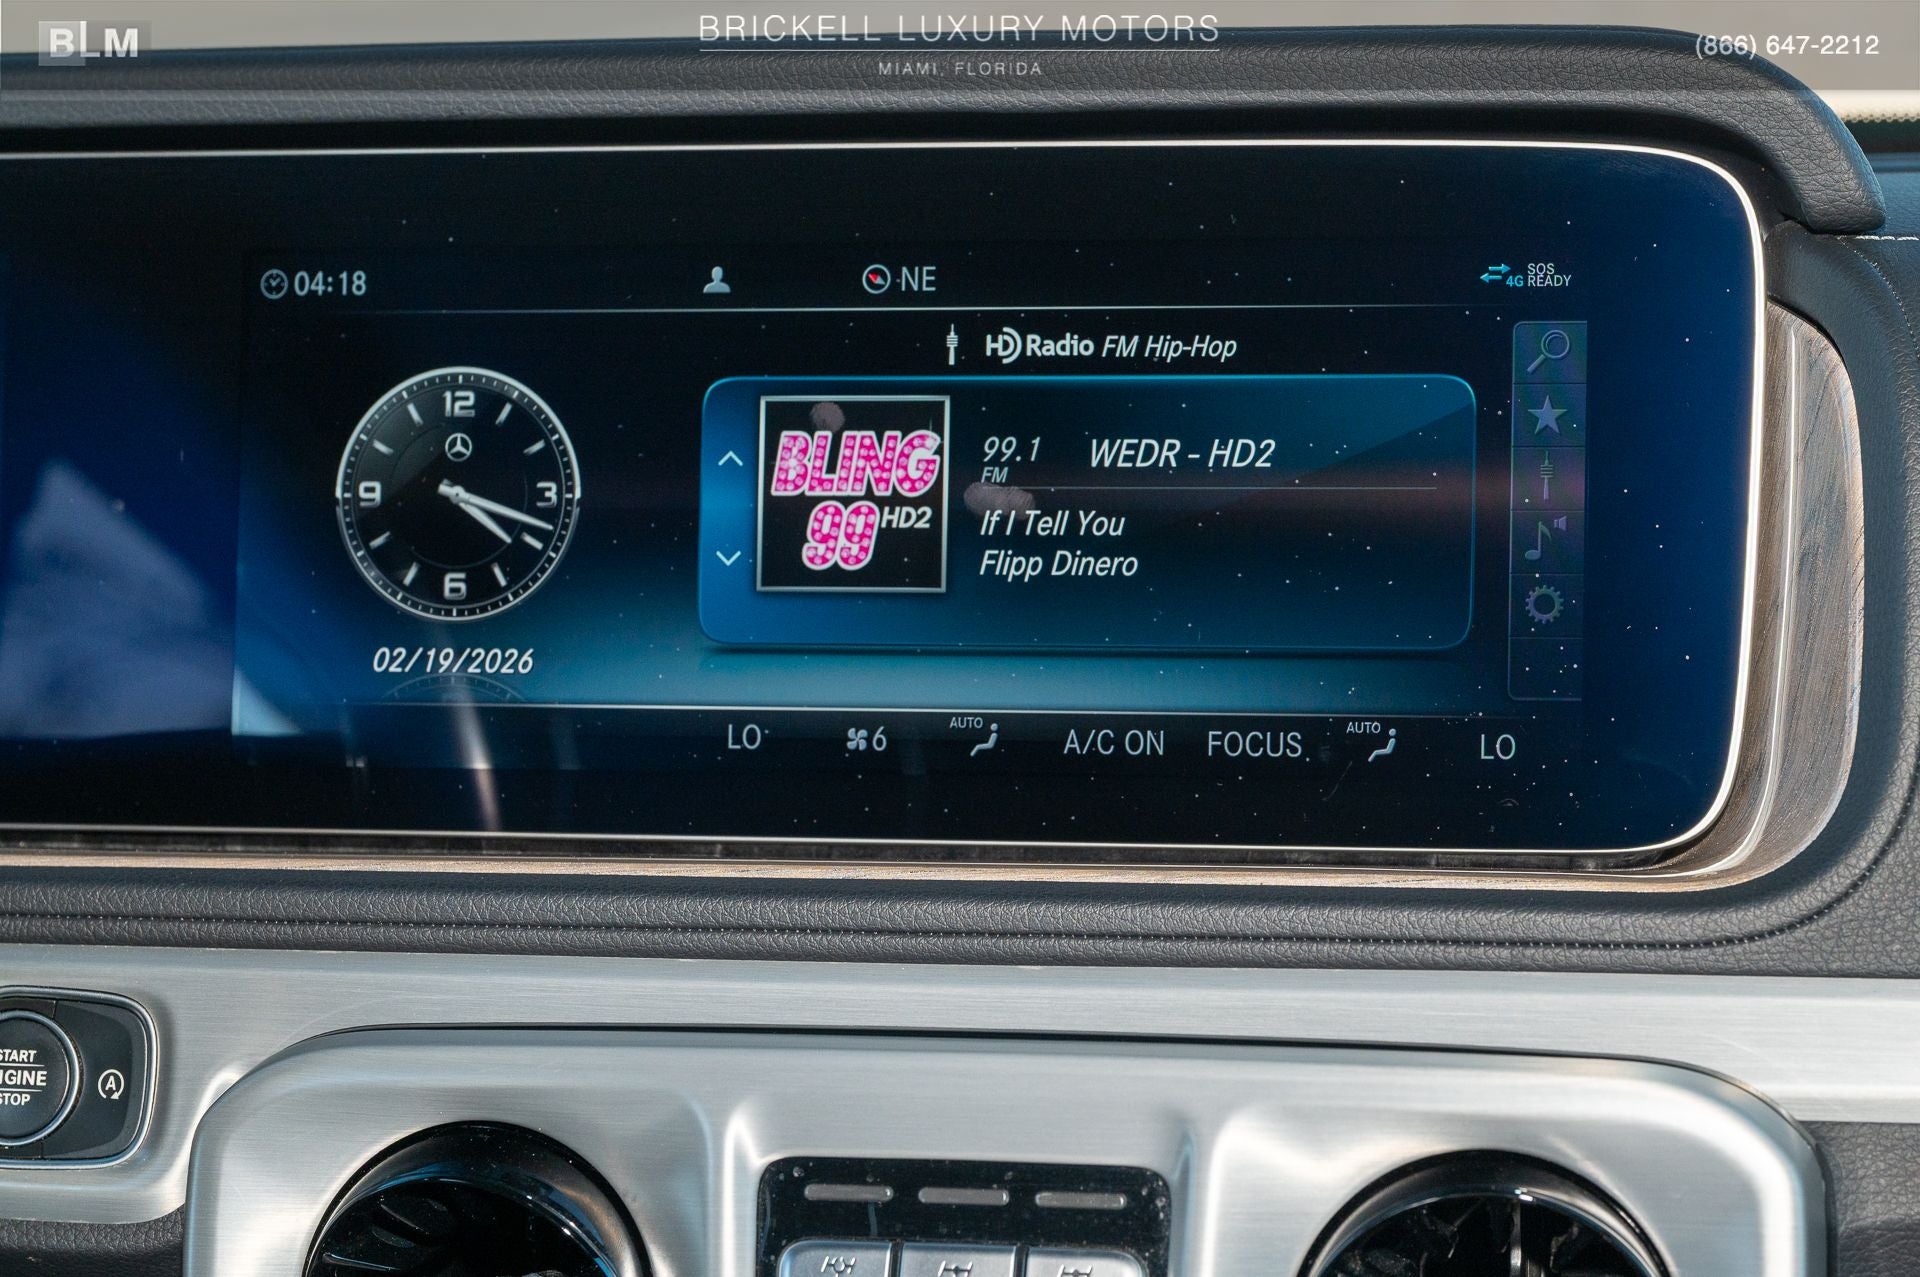 BLM
BRICKELL LUXURY MOTORS
MIAMI, FLORIDA
(866) 647-2212
04:18
NE
4G
SOS
READY
HD Radio FM Hip-Hop
12
3
6
9
BLING
99 HD2
99.1
FM
WEDR - HD2
If I Tell You
Flipp Dinero
02/19/2026
LO
6
AUTO
A/C ON
FOCUS
AUTO
LO
START
ENGINE
STOP
A